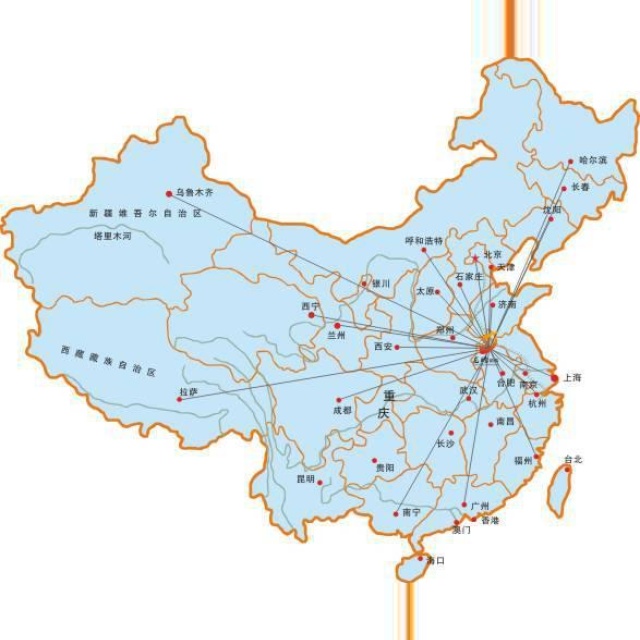 哈尔滨
长春
沈阳
乌鲁木齐
新疆维吾尔自治区
塔里木河
呼和浩特
北京
天津
石家庄
银川
太原
济南
西宁
兰州
郑州
西安
西藏藏族自治区
合肥
南京
上海
拉萨
成都
重
庆
武汉
杭州
南昌
长沙
福州
台北
贵阳
昆明
南宁
广州
香港
澳门
海口